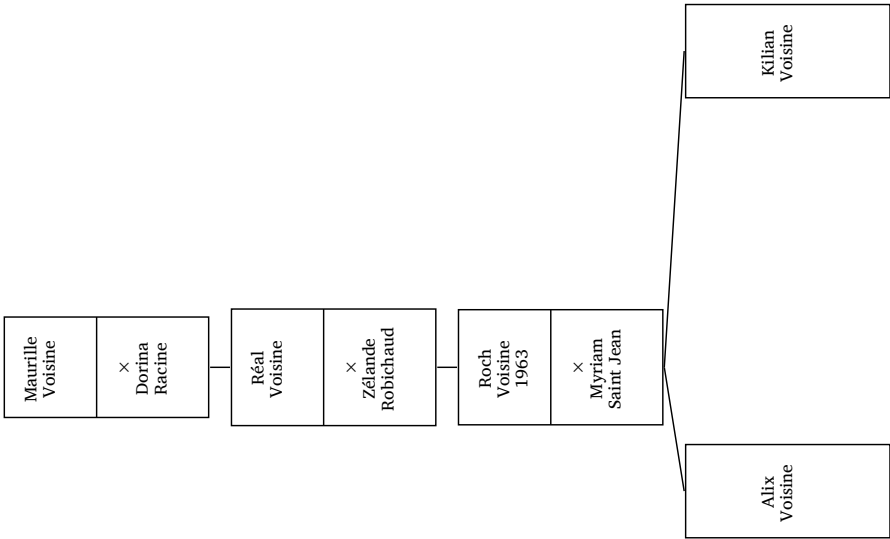 Maurille
Voisine
×
Dorina
Racine
Réal
Voisine
×
Zélande
Robichaud
Roch
Voisine
1963
×
Myriam
Saint Jean
Alix
Voisine
Kilian
Voisine